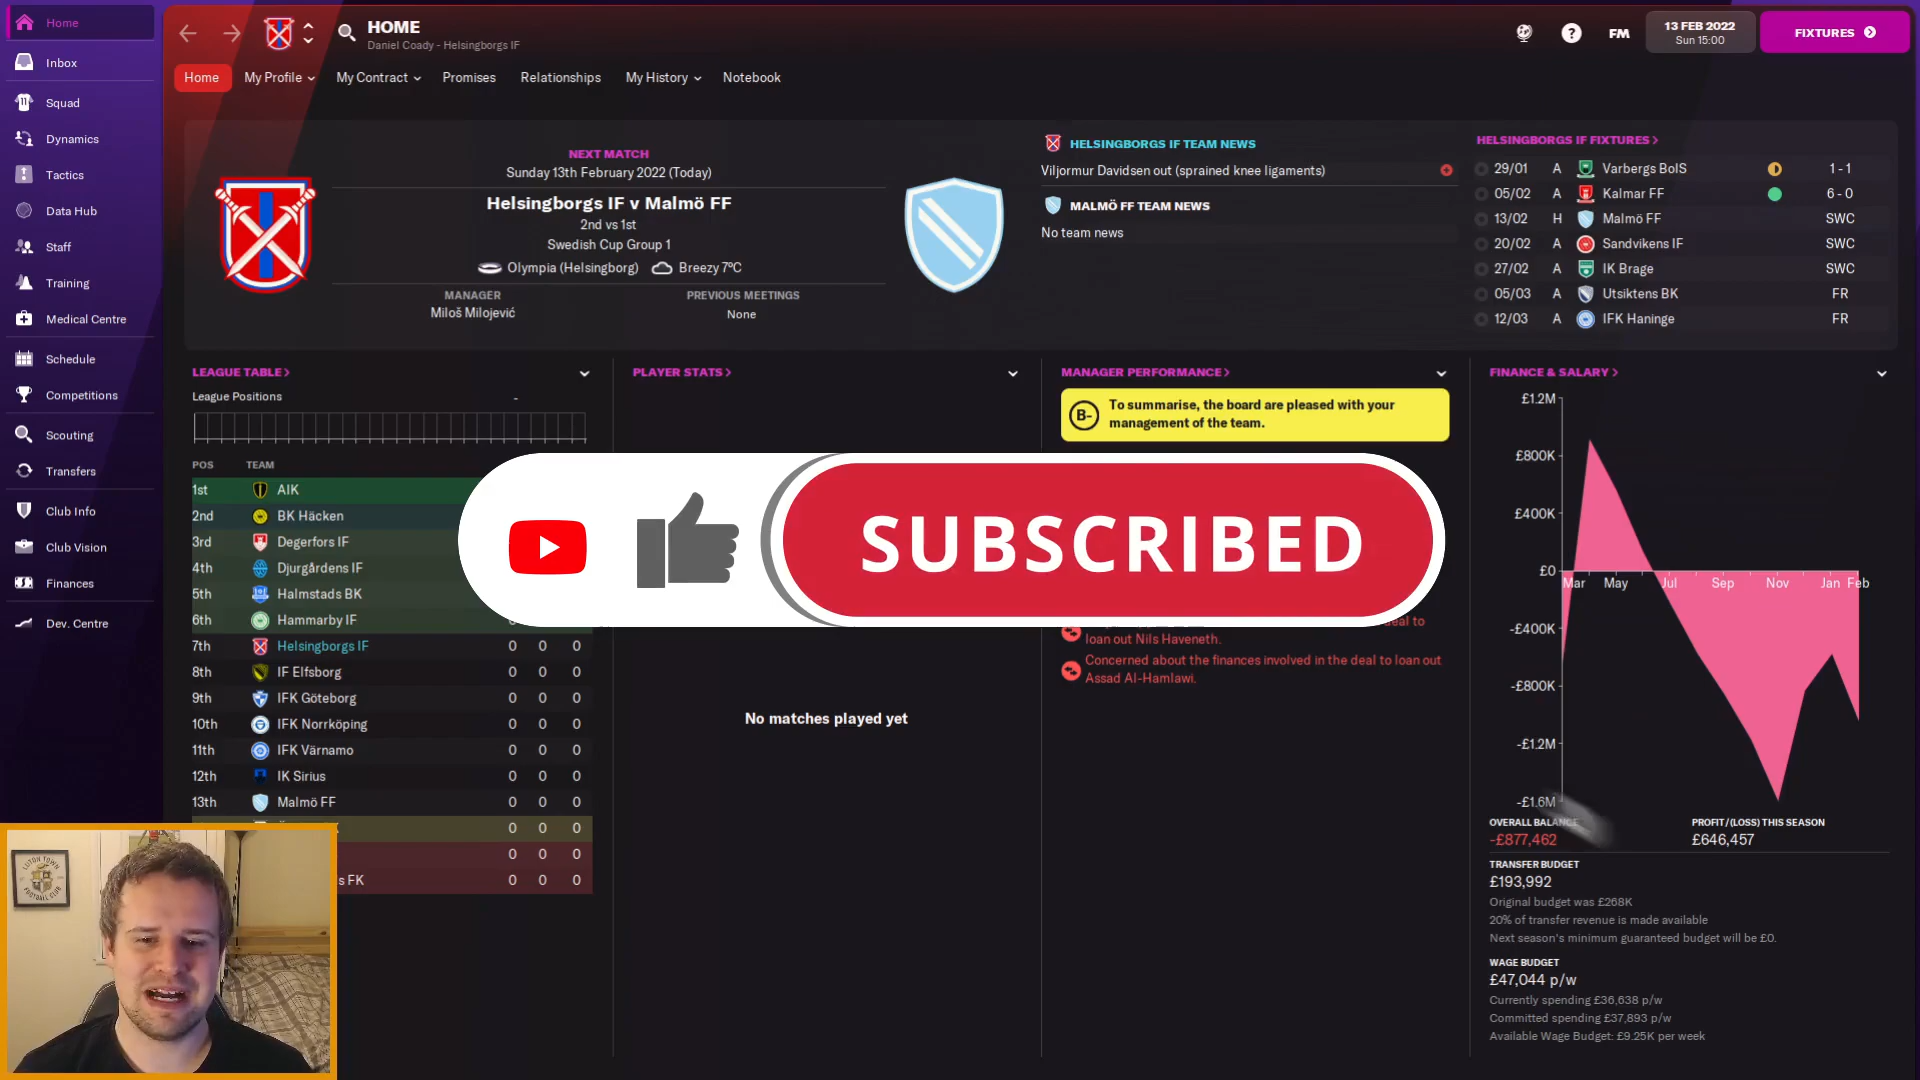 Home
Inbox
Squad
Dynamics
Tactics
Data Hub
Staff
Training
Medical Centre
Schedule
Competitions
Scouting
Transfers
Club Info
Club Vision
Finances
Dev. Centre
HOME
Daniel Coady - Helsingborgs IF
FM
13 FEB 2022
Sun 15:00
FIXTURES
Home
My Profile
My Contract
Promises
Relationships
My History
Notebook
NEXT MATCH
Sunday 13th February 2022 (Today)
Helsingborgs IF v Malmö FF
2nd vs 1st
Swedish Cup Group 1
Olympia (Helsingborg) Breezy 7ºC
MANAGER
Miloš Milojević
PREVIOUS MEETINGS
None
HELSINGBORGS IF TEAM NEWS
Viljormur Davidsen out (sprained knee ligaments)
MALMÖ FF TEAM NEWS
No team news
HELSINGBORGS IF FIXTURES
29/01 A Varbergs BoIS 1 - 1
05/02 A Kalmar FF 6 - 0
13/02 H Malmö FF SWC
20/02 A Sandvikens IF SWC
27/02 A IK Brage SWC
05/03 A Utsiktens BK FR
12/03 A IFK Haninge FR
LEAGUE TABLE
League Positions -
POS TEAM
1st AIK
2nd BK Häcken
3rd Degerfors IF
4th Djurgårdens IF
5th Halmstads BK
6th Hammarby IF
7th Helsingborgs IF 0 0 0
8th IF Elfsborg 0 0 0
9th IFK Göteborg 0 0 0
10th IFK Norrköping 0 0 0
11th IFK Värnamo 0 0 0
12th IK Sirius 0 0 0
13th Malmö FF 0 0 0
0 0 0
0 0 0
s FK 0 0 0
PLAYER STATS
No matches played yet
MANAGER PERFORMANCE
B-
To summarise, the board are pleased with your
management of the team.
SUBSCRIBED
deal to
loan out Nils Haveneth.
Concerned about the finances involved in the deal to loan out
Assad Al-Hamlawi.
FINANCE & SALARY
£1.2M
£800K
£400K
£0
-£400K
-£800K
-£1.2M
-£1.6M
Mar May Jul Sep Nov Jan Feb
OVERALL BALANCE
-£877,462
PROFIT/(LOSS) THIS SEASON
£646,457
TRANSFER BUDGET
£193,992
Original budget was £268K
20% of transfer revenue is made available
Next season's minimum guaranteed budget will be £0.
WAGE BUDGET
£47,044 p/w
Currently spending £36,638 p/w
Committed spending £37,893 p/w
Available Wage Budget: £9.25K per week
LUTON TOWN
FOOTBALL CLUB